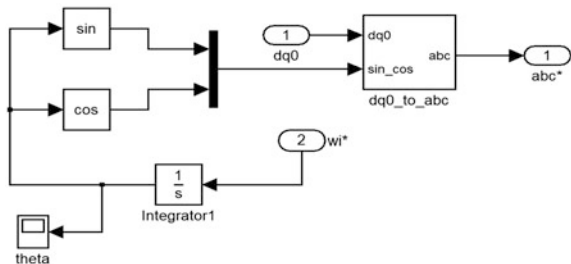 sin
cos
1
dq0
dq0
sin_cos
abc
dq0_to_abc
1
abc*
2
wi*
1
s
Integrator1
theta